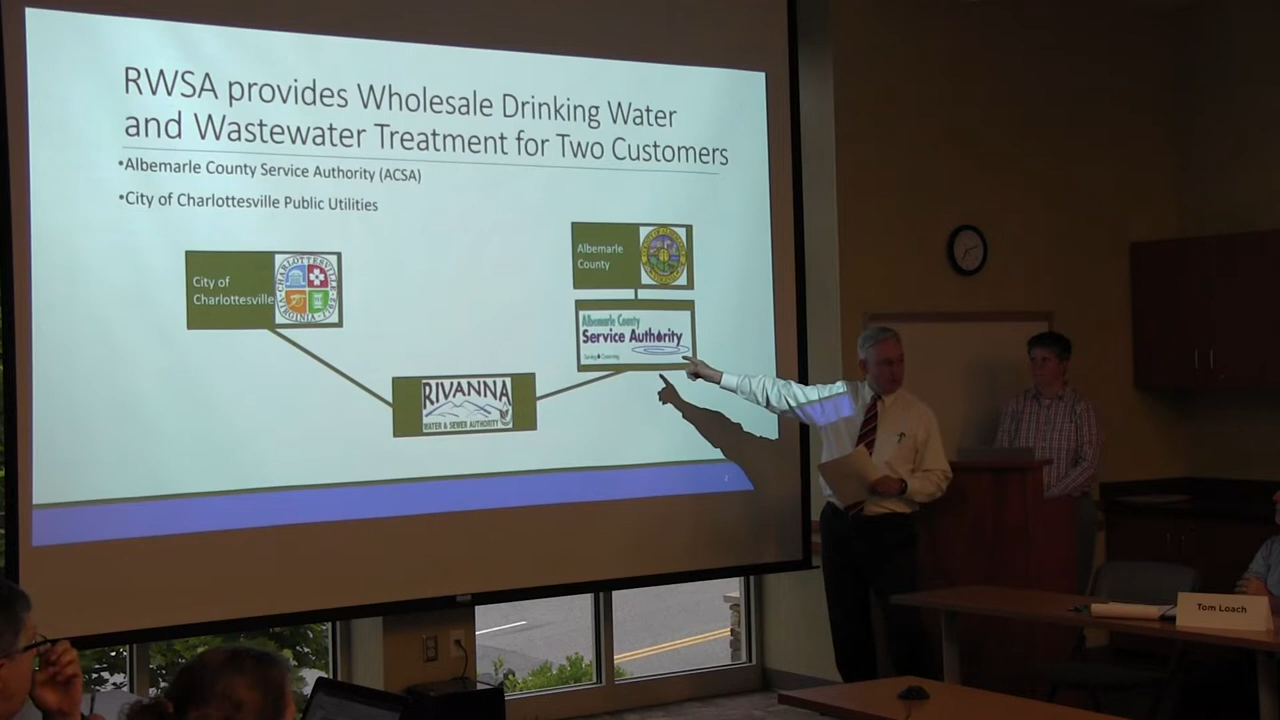 RWSA provides Wholesale Drinking Water
and Wastewater Treatment for Two Customers
•Albemarle County Service Authority (ACSA)
•City of Charlottesville Public Utilities
City of
Charlottesville
CHARLOTTESVILLE
VIRGINIA·1762
Albemarle
County
Albemarle County
Service Authority
RIVANNA
WATER & SEWER AUTHORITY
2
Tom Loach